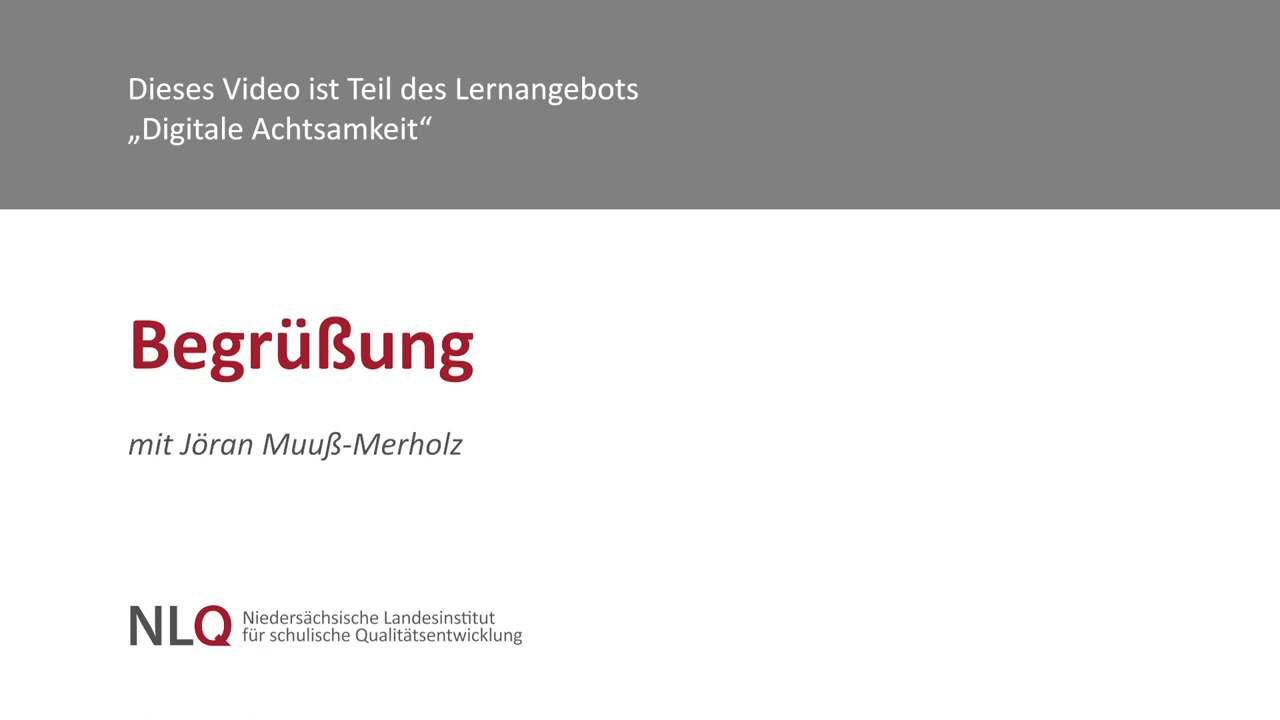 Dieses Video ist Teil des Lernangebots
„Digitale Achtsamkeit“
Begrüßung
mit Jöran Muuß-Merholz
NLQ Niedersächsische Landesinstitut
für schulische Qualitätsentwicklung